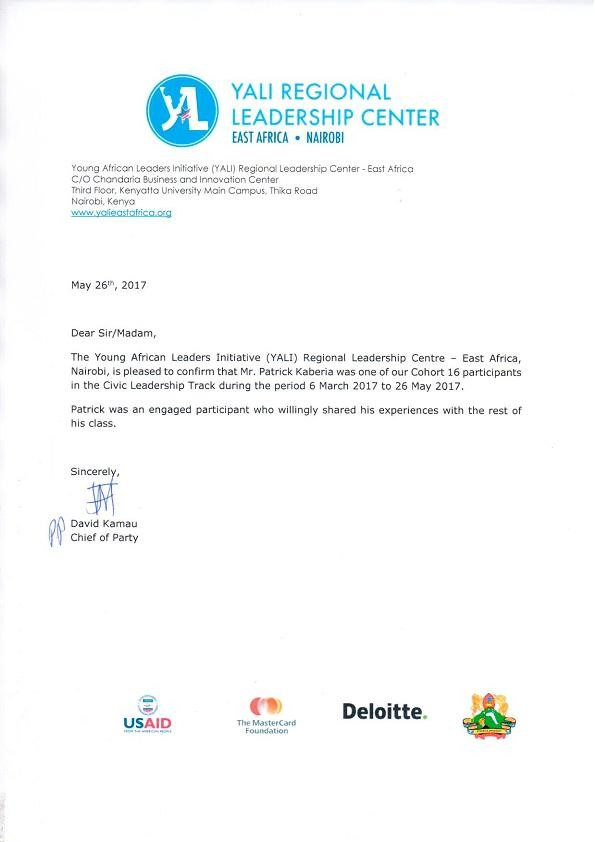 YALI REGIONAL
LEADERSHIP CENTER
EAST AFRICA • NAIROBI
Young African Leaders Initiative (YALI) Regional Leadership Center - East Africa
C/O Chandaria Business and Innovation Center
Third Floor, Kenyatta University Main Campus, Thika Road
Nairobi, Kenya
www.yalieastafrica.org
May 26th, 2017
Dear Sir/Madam,
The Young African Leaders Initiative (YALI) Regional Leadership Centre – East Africa,
Nairobi, is pleased to confirm that Mr. Patrick Kaberia was one of our Cohort 16 participants
in the Civic Leadership Track during the period 6 March 2017 to 26 May 2017.
Patrick was an engaged participant who willingly shared his experiences with the rest of
his class.
Sincerely,
PP David Kamau
Chief of Party
USAID
FROM THE AMERICAN PEOPLE
The MasterCard
Foundation
Deloitte.